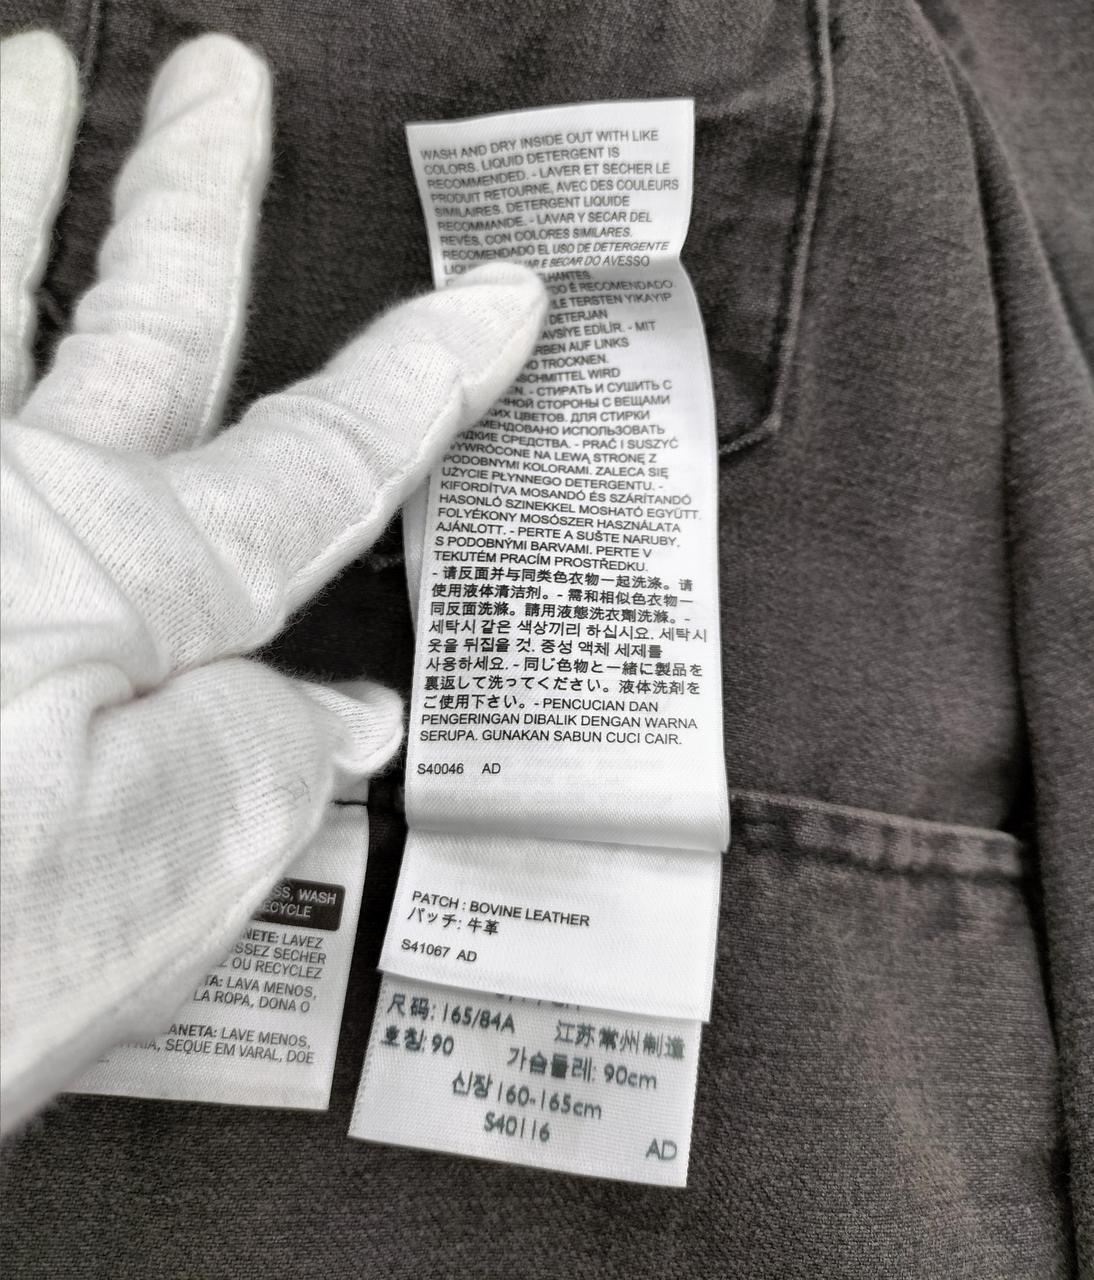 WASH AND DRY INSIDE OUT WITH LIKE
COLORS. LIQUID DETERGENT IS
RECOMMENDED. - LAVER ET SECHER LE
PRODUIT RETOURNE, AVEC DES COULEURS
SIMILAIRES. DETERGENT LIQUIDE
RECOMMANDE. - LAVAR Y SECAR DEL
REVÉS, CON COLORES SIMILARES.
RECOMENDADO EL USO DE DETERGENTE
E SECAR DO AVESSO
É RECOMENDADO.
TERSTEN YIKAYIP
DETERJAN
EDİLİR. - MIT
AUF LINKS
TROCKNEN.
WIRD
- СТИРАТЬ И СУШИТЬ С
СТОРОНЫ С ВЕЩАМИ
ЦВЕТОВ. ДЛЯ СТИРКИ
ИСПОЛЬЗОВАТЬ
СРЕДСТВА. - PRAĆ I SUSZYĆ
WYWRÓCONE NA LEWĄ STRONĘ Z
PODOBNYMI KOLORAMI. ZALECA SIĘ
UŻYCIE PŁYNNEGO DETERGENTU. -
KIFORDÍTVA MOSANDÓ ÉS SZÁRÍTANDÓ
HASONLÓ SZINEKKEL MOSHATÓ EGYÜTT.
FOLYÉKONY MOSÓSZER HASZNÁLATA
AJÁNLOTT. - PERTE A SUŠTE NARUBY,
S PODOBNÝMI BARVAMI. PERTE V
TEKUTÉM PRACÍM PROSTŘEDKU.
- 请反面并与同类色衣物一起洗涤。请
使用液体清洁剂。- 需和相似色衣物一
同反面洗滌。請用液態洗衣劑洗滌。-
세탁시 같은 색상끼리 하십시요. 세탁시
옷을 뒤집을 것. 중성 액체 세제를
사용하세요. - 同じ色物と一緒に製品を
裏返して洗ってください。液体洗剤を
ご使用下さい。- PENCUCIAN DAN
PENGERINGAN DIBALIK DENGAN WARNA
SERUPA. GUNAKAN SABUN CUCI CAIR.
S40046 AD
PATCH : BOVINE LEATHER
パッチ: 牛革
S41067 AD
尺码: 165/84A 江苏常州制造
호칭: 90 가슴둘레: 90cm
신장 160-165cm
S40116
AD
WASH
LAVEZ
SECHER
OU RECYCLEZ
LAVA MENOS,
LA ROPA, DONA O
LAVE MENOS,
SEQUE EM VARAL, DOE